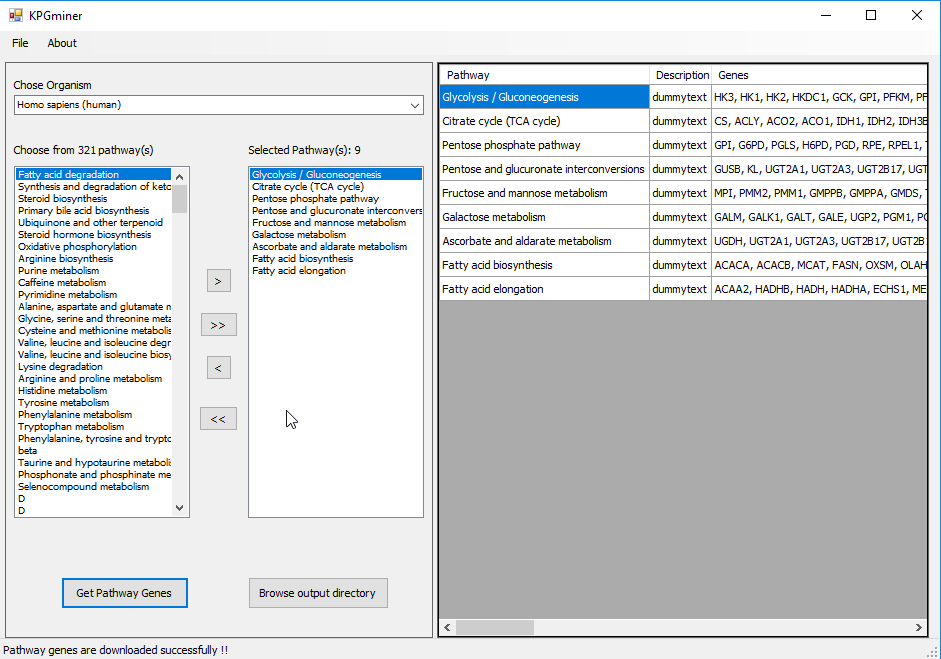 KPGminer
File About
Chose Organism
Homo sapiens (human)
Choose from 321 pathway(s)
Fatty acid degradation
Synthesis and degradation of keto
Steroid biosynthesis
Primary bile acid biosynthesis
Ubiquinone and other terpenoid
Steroid hormone biosynthesis
Oxidative phosphorylation
Arginine biosynthesis
Purine metabolism
Caffeine metabolism
Pyrimidine metabolism
Alanine, aspartate and glutamate m
Glycine, serine and threonine meta
Cysteine and methionine metabolis
Valine, leucine and isoleucine degr
Valine, leucine and isoleucine biosy
Lysine degradation
Arginine and proline metabolism
Histidine metabolism
Tyrosine metabolism
Phenylalanine metabolism
Tryptophan metabolism
Phenylalanine, tyrosine and trypto
beta
Taurine and hypotaurine metaboli
Phosphonate and phosphinate me
Selenocompound metabolism
D
D
>
>>
<
<<
Selected Pathway(s): 9
Glycolysis / Gluconeogenesis
Citrate cycle (TCA cycle)
Pentose phosphate pathway
Pentose and glucuronate interconvers
Fructose and mannose metabolism
Galactose metabolism
Ascorbate and aldarate metabolism
Fatty acid biosynthesis
Fatty acid elongation
Get Pathway Genes
Browse output directory
Pathway Description Genes
Glycolysis / Gluconeogenesis dummytext HK3, HK1, HK2, HKDC1, GCK, GPI, PFKM, PF
Citrate cycle (TCA cycle) dummytext CS, ACLY, ACO2, ACO1, IDH1, IDH2, IDH3B
Pentose phosphate pathway dummytext GPI, G6PD, PGLS, H6PD, PGD, RPE, RPEL1,
Pentose and glucuronate interconversions dummytext GUSB, KL, UGT2A1, UGT2A3, UGT2B17, UGT
Fructose and mannose metabolism dummytext MPI, PMM2, PMM1, GMPPB, GMPPA, GMDS,
Galactose metabolism dummytext GALM, GALK1, GALT, GALE, UGP2, PGM1, PG
Ascorbate and aldarate metabolism dummytext UGDH, UGT2A1, UGT2A3, UGT2B17, UGT2B
Fatty acid biosynthesis dummytext ACACA, ACACB, MCAT, FASN, OXSM, OLAH
Fatty acid elongation dummytext ACAA2, HADHB, HADH, HADHA, ECHS1, ME
Pathway genes are downloaded successfully !!